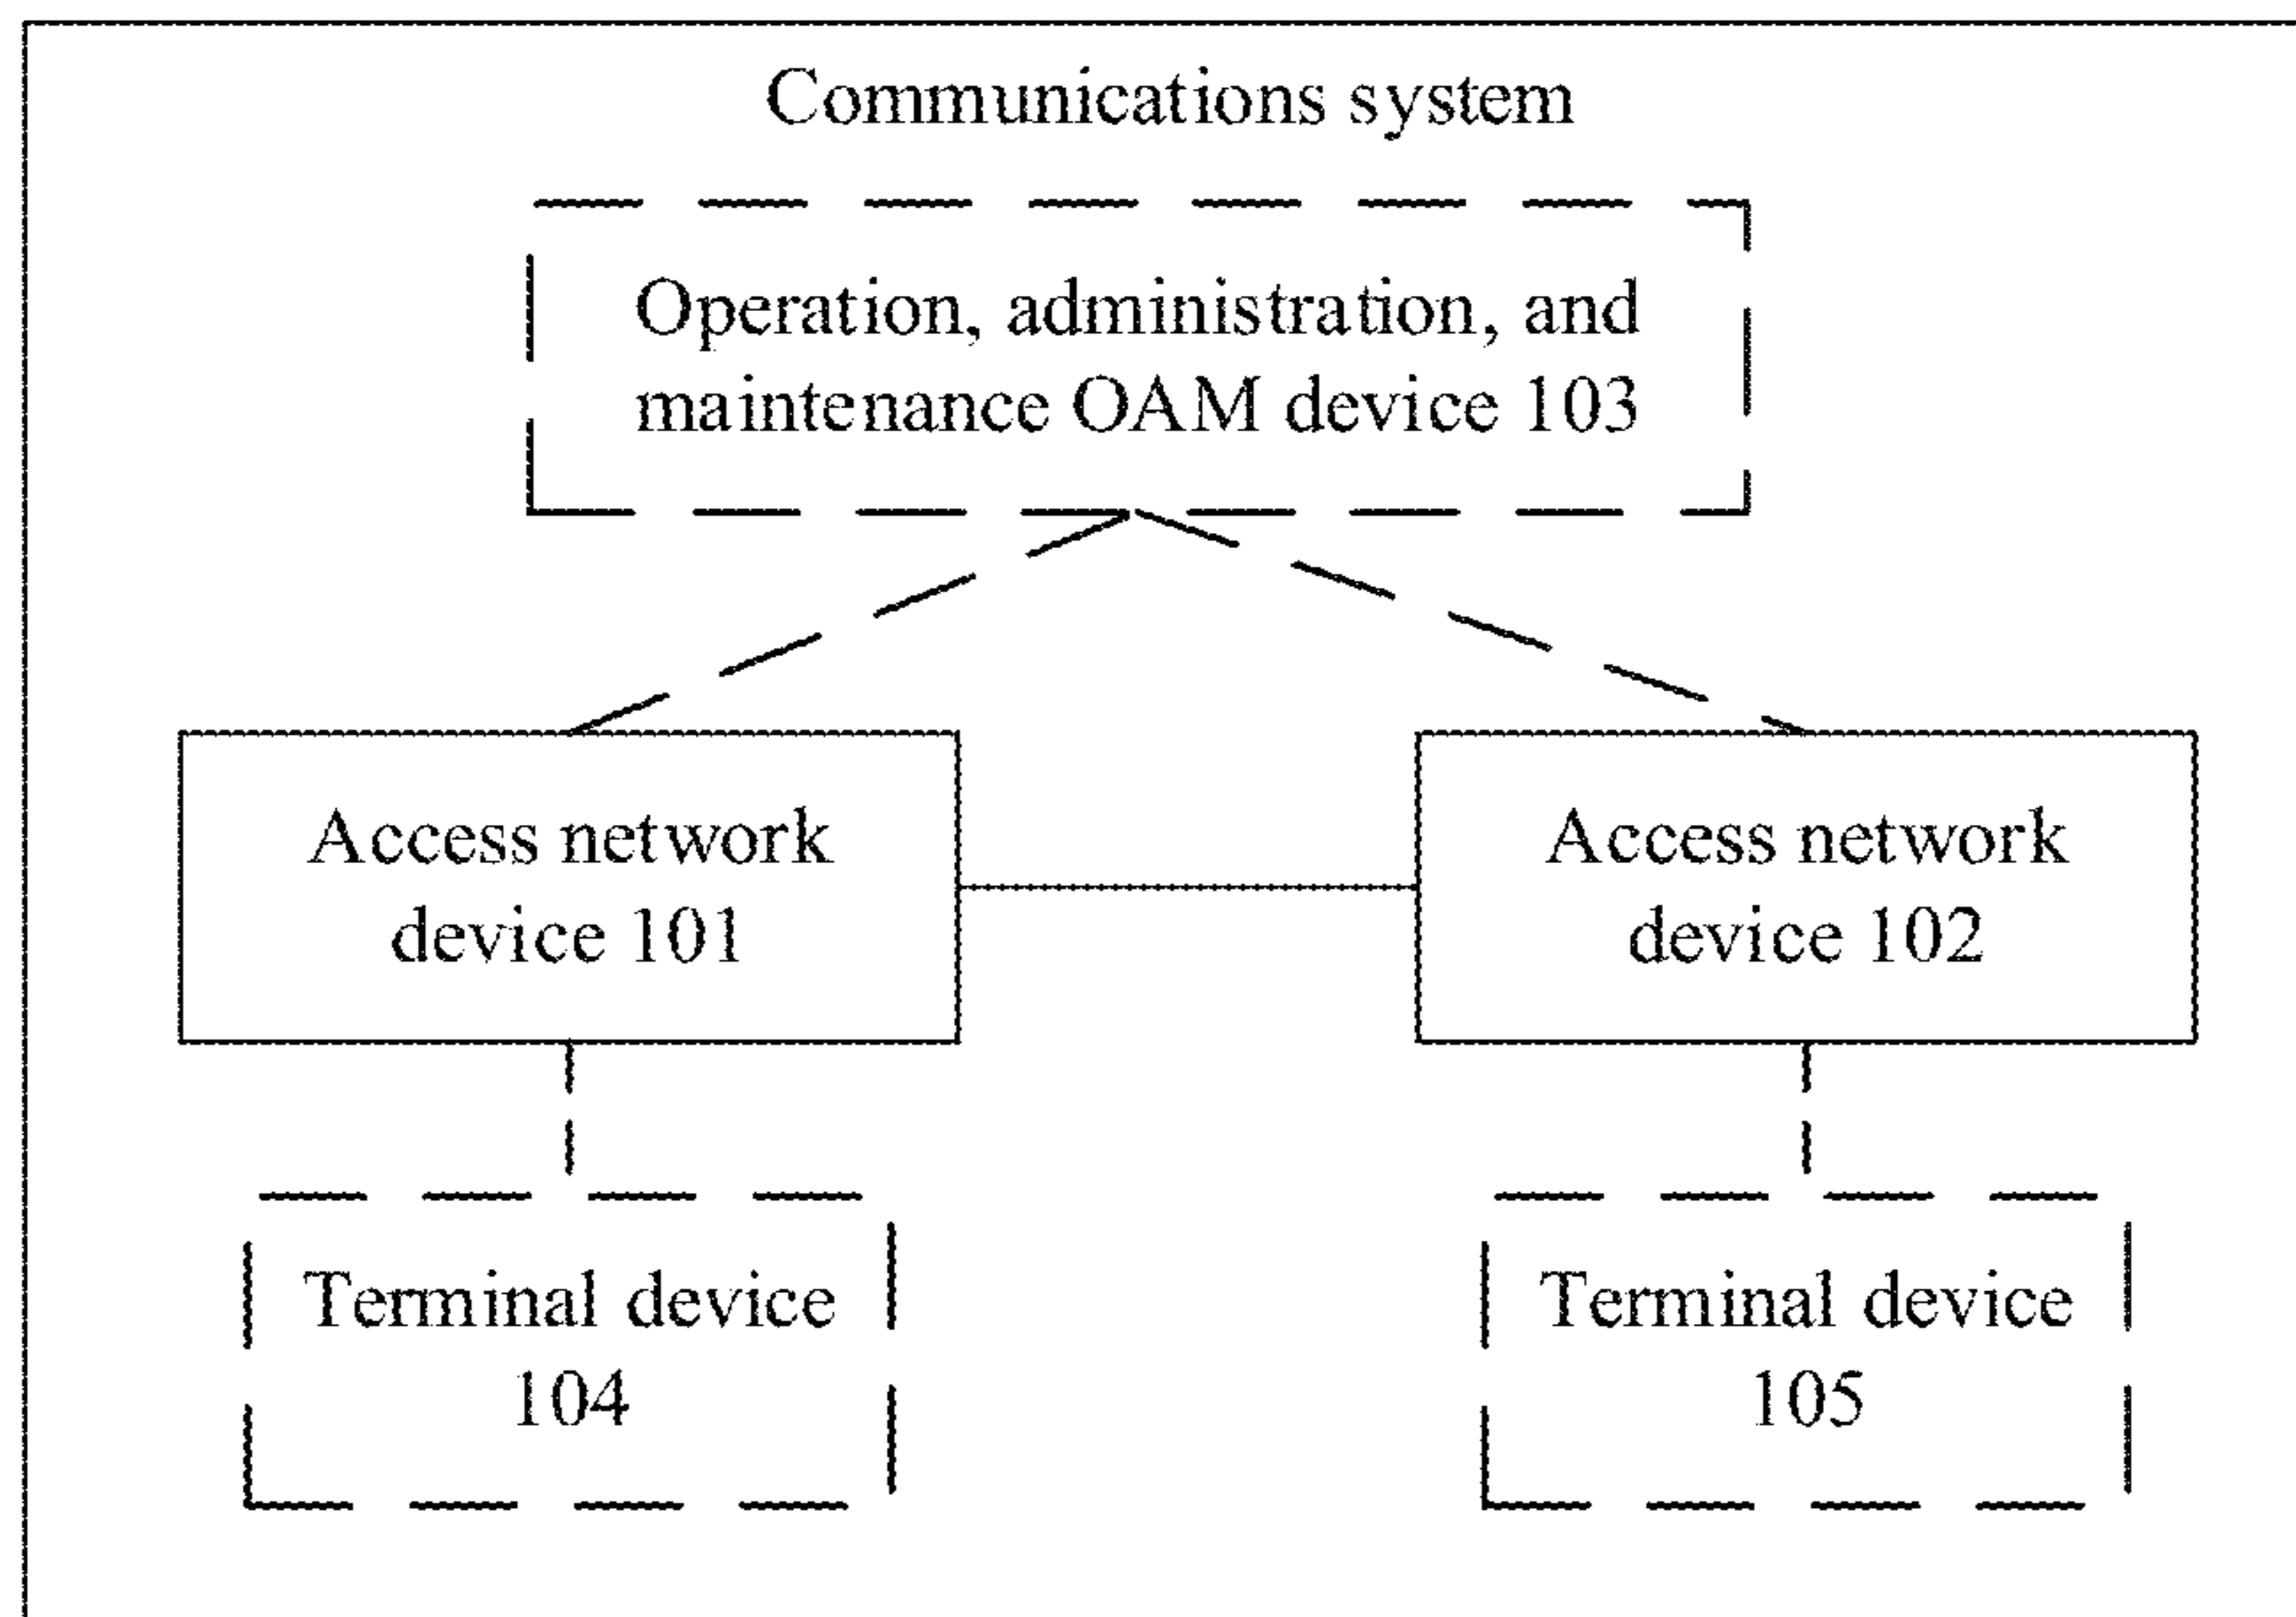 Communications system
Operation, administration, and
maintenance OAM device 103
Access network
device 101
Access network
device 102
Terminal device
104
Terminal device
105